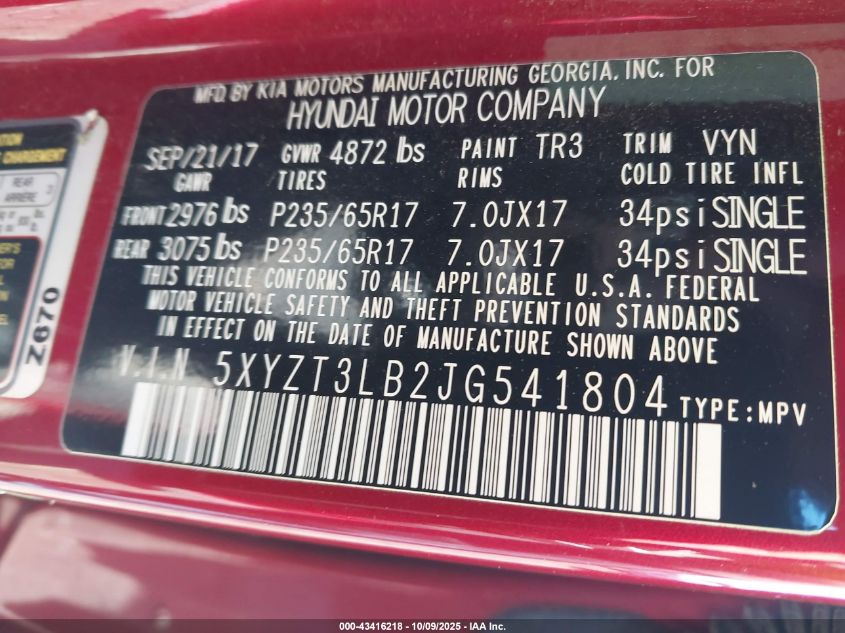 MFD. BY KIA MOTORS MANUFACTURING GEORGIA, INC. FOR
HYUNDAI MOTOR COMPANY
SEP/21/17 GVWR 4872 lbs PAINT TR3 TRIM VYN
GAWR TIRES RIMS COLD TIRE INFL
FRONT 2976 lbs P235/65R17 7.0JX17 34psi SINGLE
REAR 3075 lbs P235/65R17 7.0JX17 34psi SINGLE
THIS VEHICLE CONFORMS TO ALL APPLICABLE U.S.A. FEDERAL
MOTOR VEHICLE SAFETY AND THEFT PREVENTION STANDARDS
IN EFFECT ON THE DATE OF MANUFACTURE SHOWN ABOVE
V.I.N 5XYZT3LB2JG541804 TYPE:MPV
CHARGEMENT
REAR
ARRIERE 3
Z670
000-43416218 - 10/09/2025 - IAA Inc.